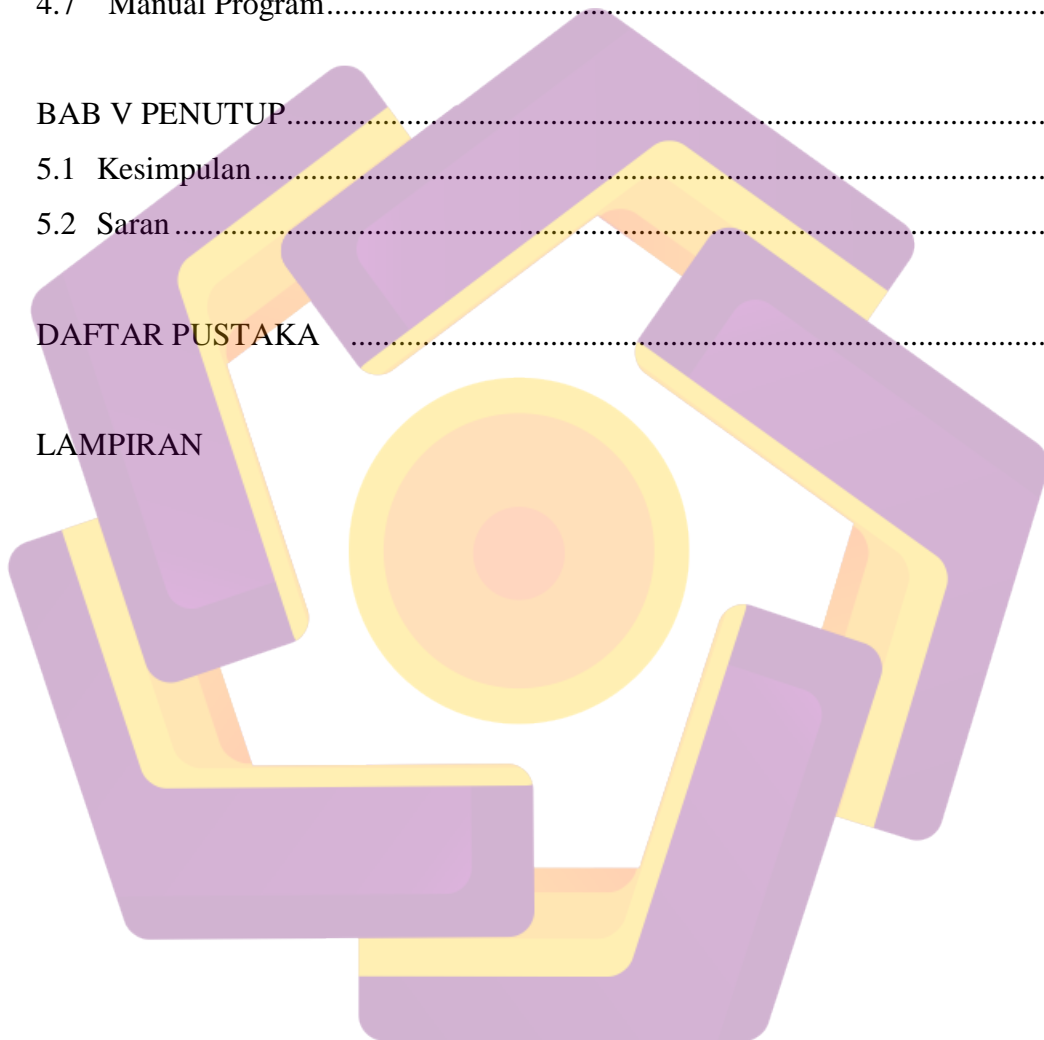 4.7 Manual Program....................................................................................................
BAB V PENUTUP.........................................................................................................
5.1 Kesimpulan.............................................................................................................
5.2 Saran.......................................................................................................................
DAFTAR PUSTAKA ................................................................................................
LAMPIRAN